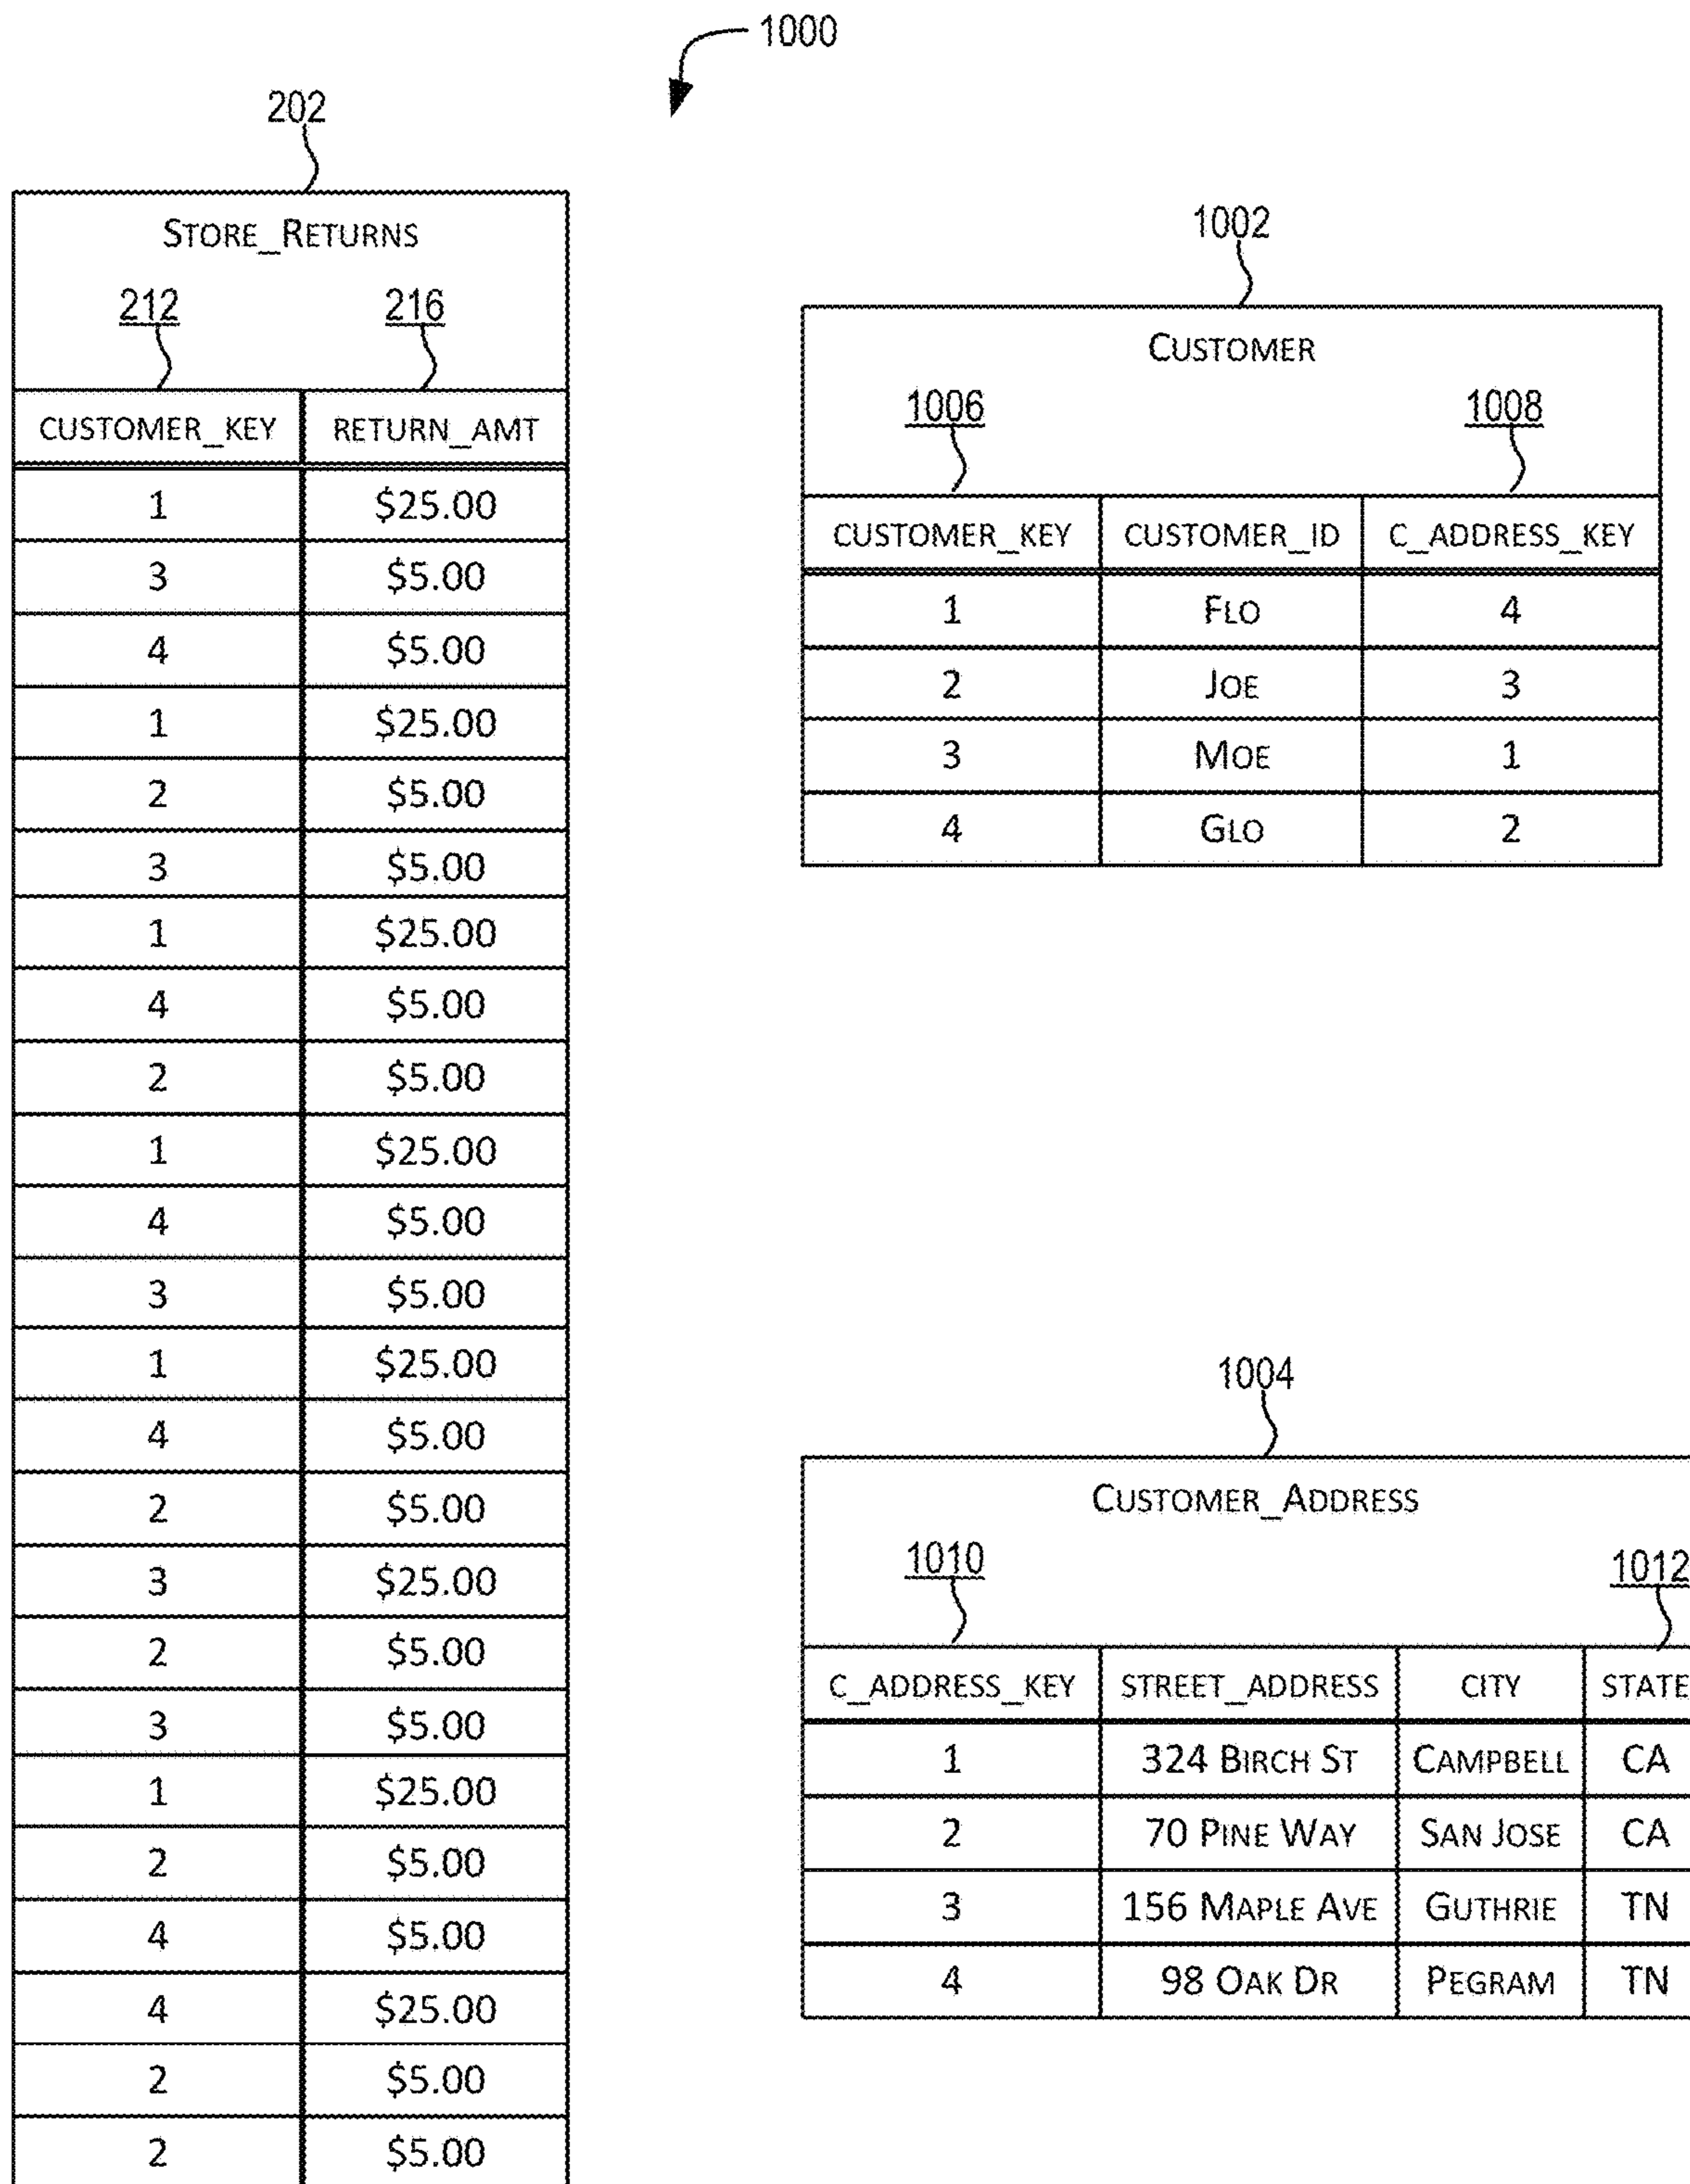 1000
202
STORE_RETURNS
212 216
CUSTOMER_KEY RETURN_AMT
1 $25.00
3 $5.00
4 $5.00
1 $25.00
2 $5.00
3 $5.00
1 $25.00
4 $5.00
2 $5.00
1 $25.00
4 $5.00
3 $5.00
1 $25.00
4 $5.00
2 $5.00
3 $25.00
2 $5.00
3 $5.00
1 $25.00
2 $5.00
4 $5.00
4 $25.00
2 $5.00
2 $5.00
1002
CUSTOMER
1006 1008
CUSTOMER_KEY CUSTOMER_ID C_ADDRESS_KEY
1 FLO 4
2 JOE 3
3 MOE 1
4 GLO 2
1004
CUSTOMER_ADDRESS
1010 1012
C_ADDRESS_KEY STREET_ADDRESS CITY STATE
1 324 BIRCH ST CAMPBELL CA
2 70 PINE WAY SAN JOSE CA
3 156 MAPLE AVE GUTHRIE TN
4 98 OAK DR PEGRAM TN